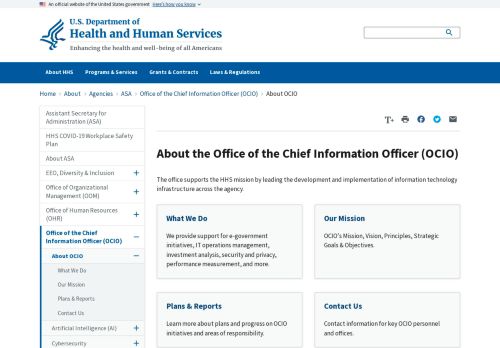 An official website of the United States government Here's how you know
U.S. Department of
Health and Human Services
Enhancing the health and well-being of all Americans
About HHS Programs & Services Grants & Contracts Laws & Regulations
Home > About > Agencies > ASA > Office of the Chief Information Officer (OCIO) > About OCIO
Assistant Secretary for
Administration (ASA)
HHS COVID-19 Workplace Safety
Plan
About ASA
EEO, Diversity & Inclusion
Office of Organizational
Management (OOM)
Office of Human Resources
(OHR)
Office of the Chief
Information Officer (OCIO)
About OCIO
What We Do
Our Mission
Plans & Reports
Contact Us
Artificial Intelligence (AI)
Cybersecurity
T+
About the Office of the Chief Information Officer (OCIO)
The office supports the HHS mission by leading the development and implementation of information technology
infrastructure across the agency.
What We Do
We provide support for e-government
initiatives, IT operations management,
investment analysis, security and privacy,
performance measurement, and more.
Our Mission
OCIO's Mission, Vision, Principles, Strategic
Goals & Objectives.
Plans & Reports
Learn more about plans and progress on OCIO
initiatives and areas of responsibility.
Contact Us
Contact information for key OCIO personnel
and offices.